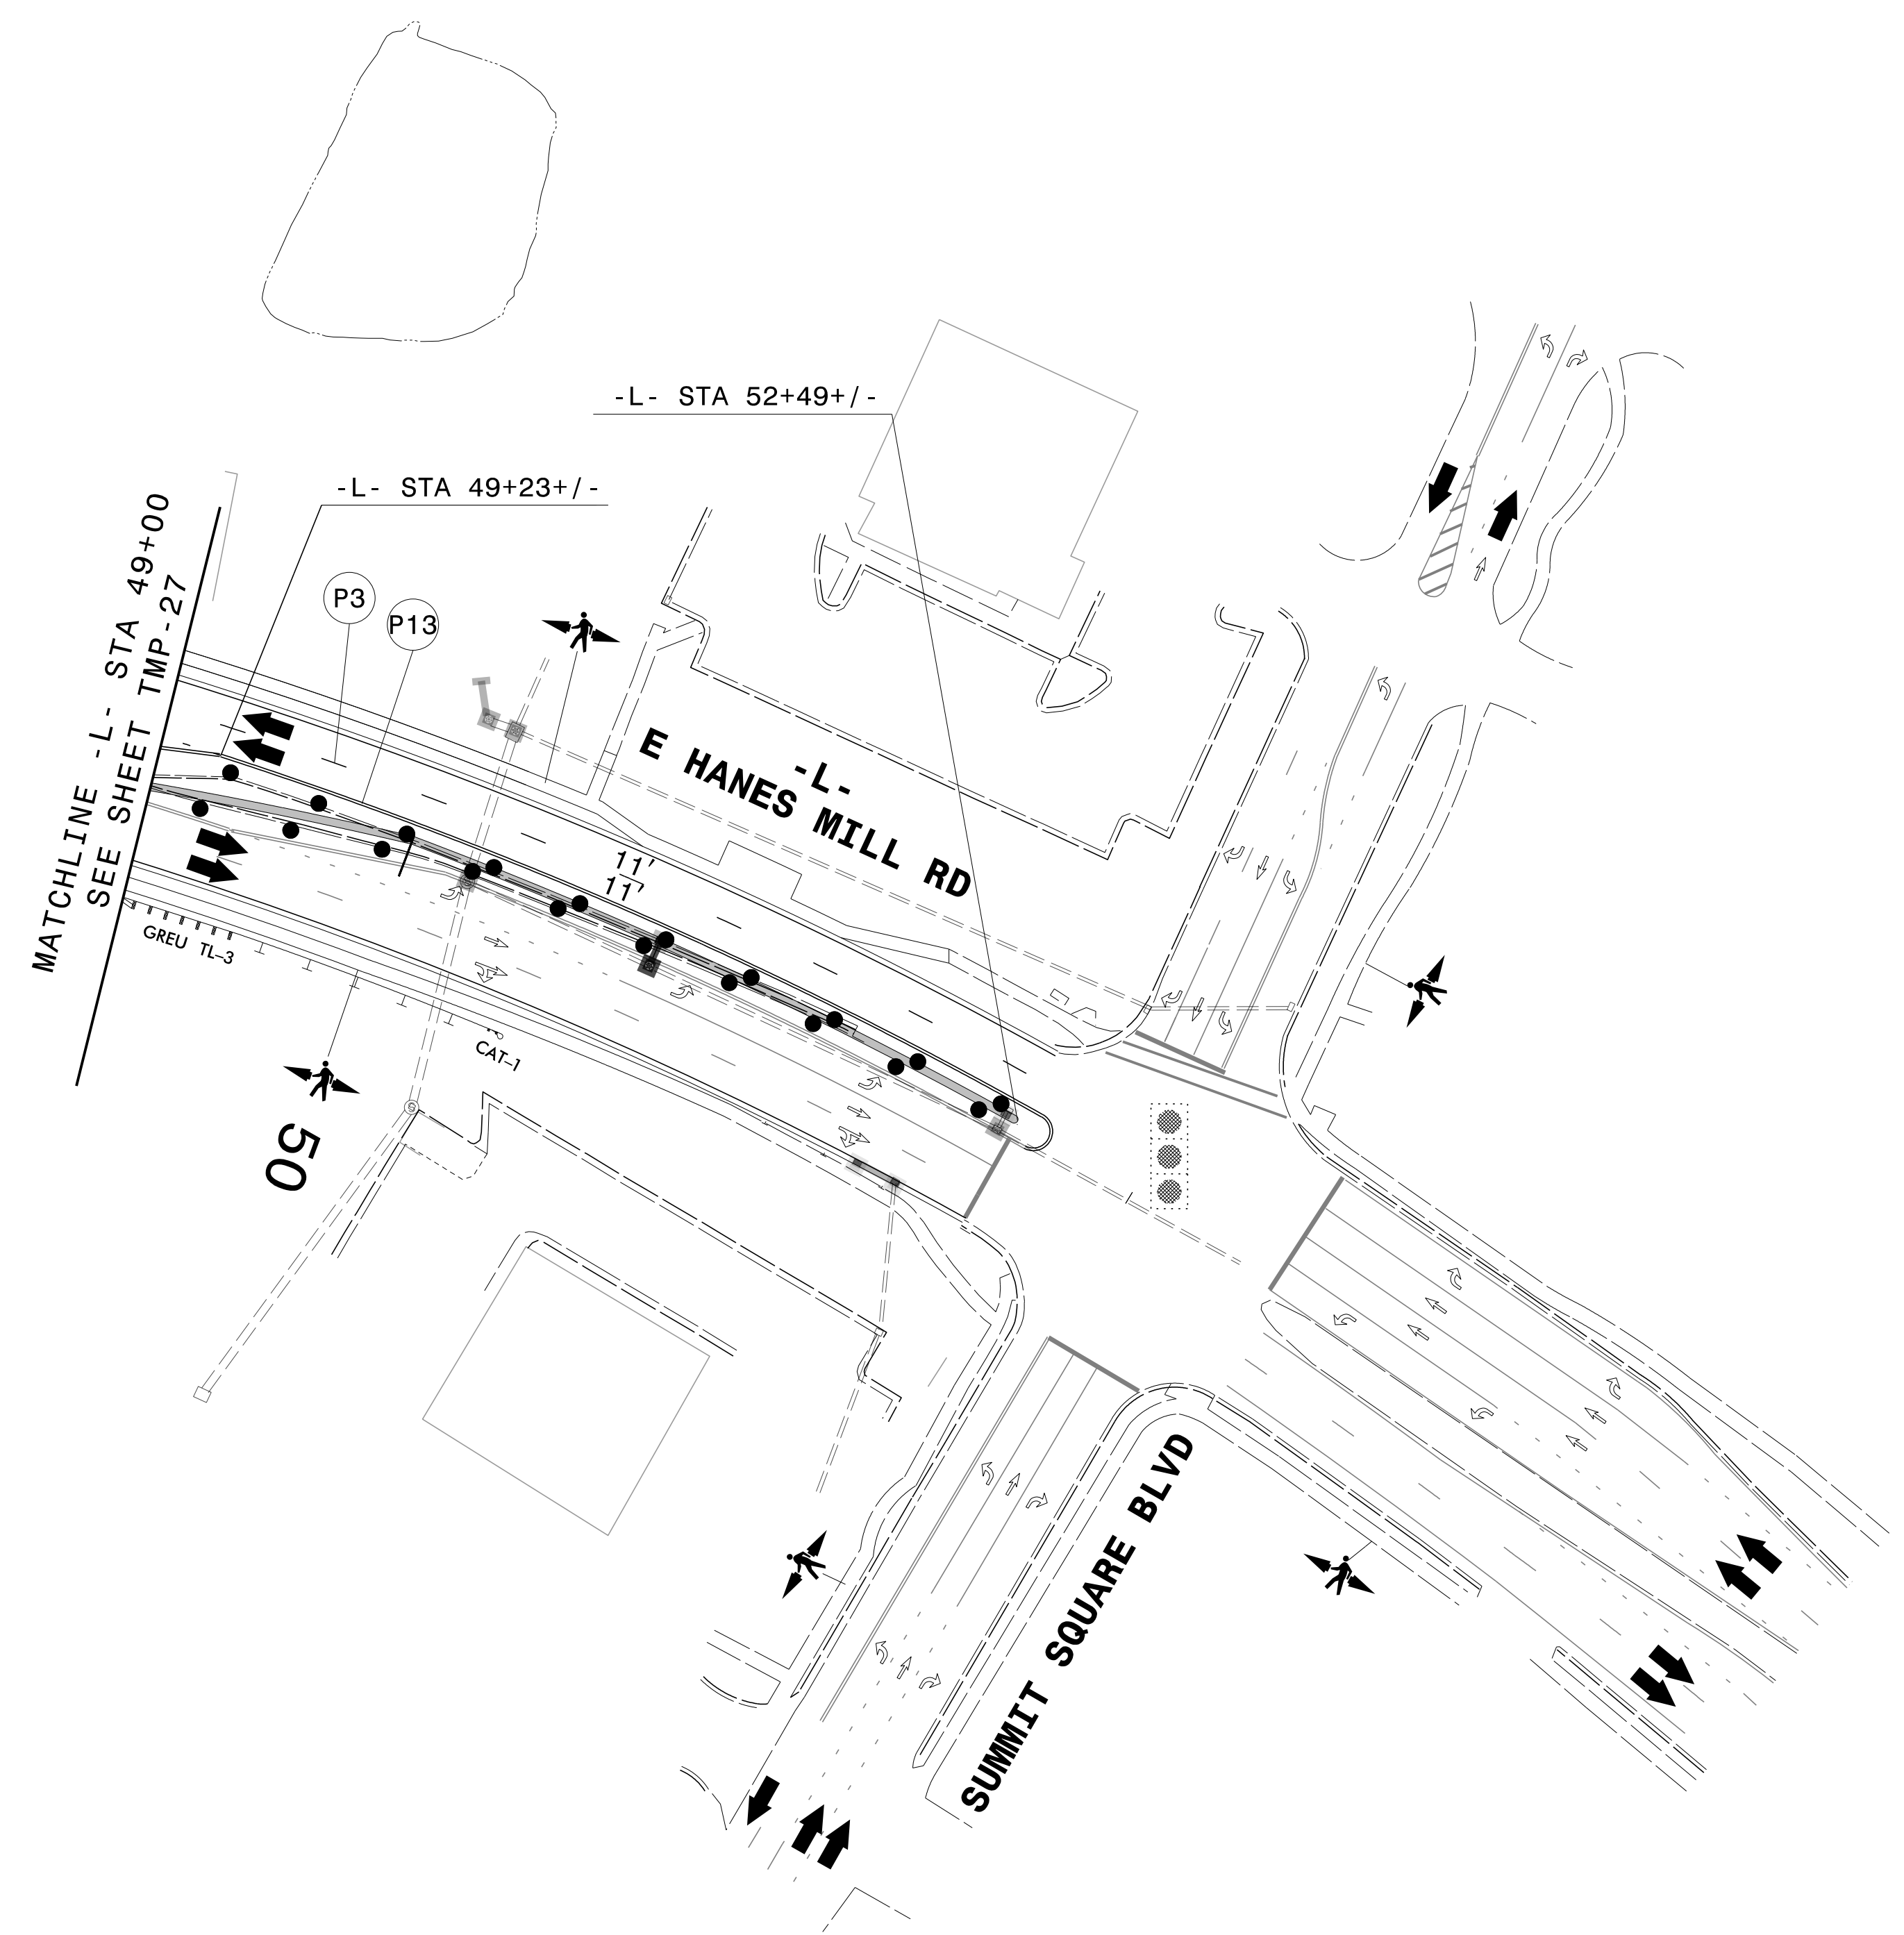 -L- STA 52+49+/-
-L- STA 49+23+/-
MATCHLINE -L- STA 49+00
SEE SHEET TMP-27
P3
P13
-L-
E HANES MILL RD
11'
11'
GREU TL-3
CAT-1
50
SUMMIT SQUARE BLVD